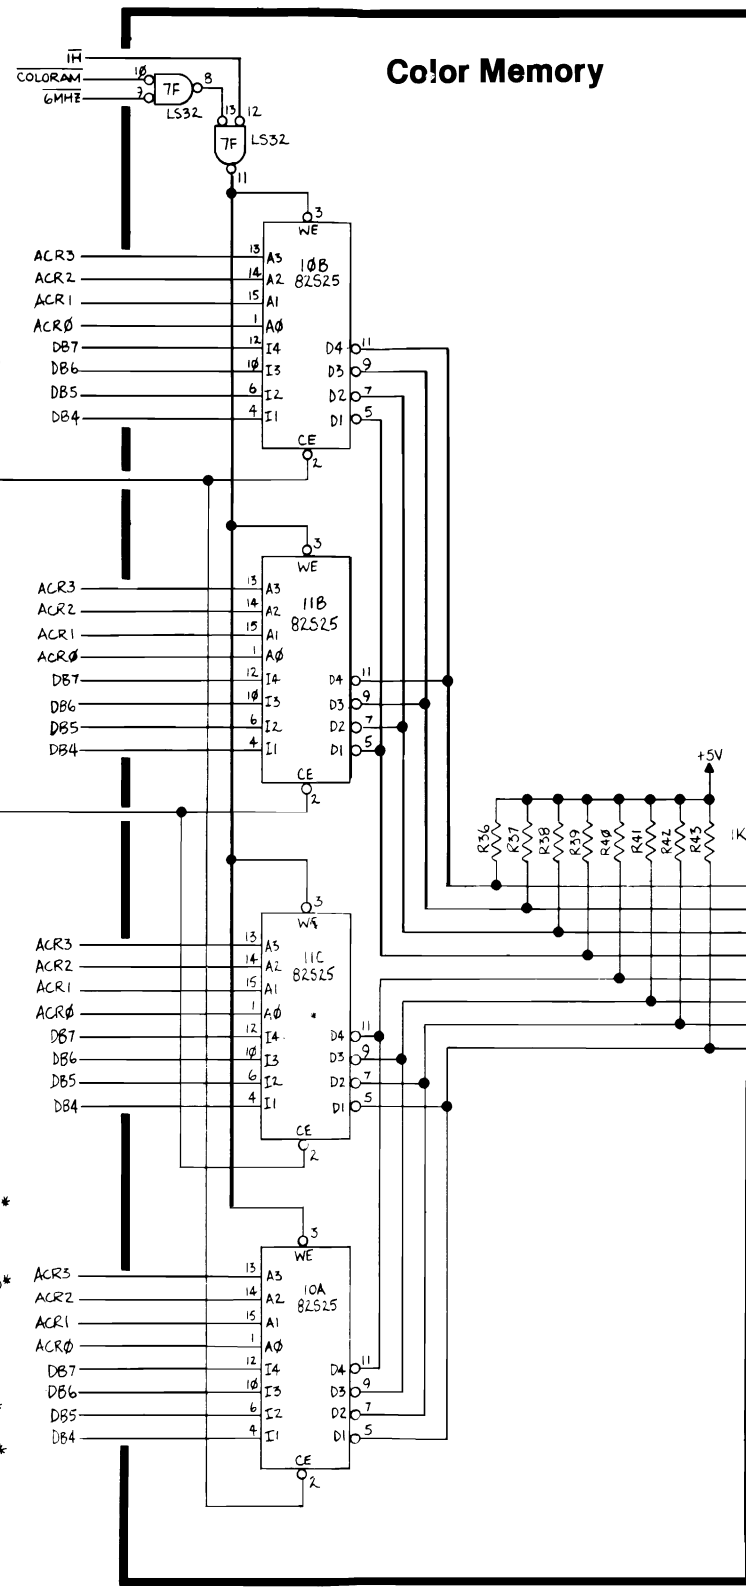 Color Memory
1H
COLORAM 10
6MHZ 9
7F 8
LS32
13 12
7F LS32
11
3
WE
10B
82S25
ACR3 13 A3
ACR2 14 A2
ACR1 15 A1
ACRØ 1 AØ
DB7 12 I4 D4 11
DB6 1Ø I3 D3 9
DB5 6 I2 D2 7
DB4 4 I1 D1 5
CE
2
3
WE
11B
82S25
ACR3 13 A3
ACR2 14 A2
ACR1 15 A1
ACRØ 1 AØ
DB7 12 I4 D4 11
DB6 1Ø I3 D3 9
DB5 6 I2 D2 7
DB4 4 I1 D1 5
CE
2
+5V
R36 R37 R38 R39 R4Ø R41 R42 R43 1K
3
WE
11C
82S25
ACR3 13 A3
ACR2 14 A2
ACR1 15 A1
ACRØ 1 AØ
DB7 12 I4 D4 11
DB6 1Ø I3 D3 9
DB5 6 I2 D2 7
DB4 4 I1 D1 5
CE
2
*
3
WE
10A
82S25
*
ACR3 13 A3
ACR2 14 A2
ACR1 15 A1
ACRØ 1 AØ
DB7 12 I4 D4 11
DB6 1Ø I3 D3 9
DB5 6 I2 D2 7
DB4 4 I1 D1 5
*
CE
2